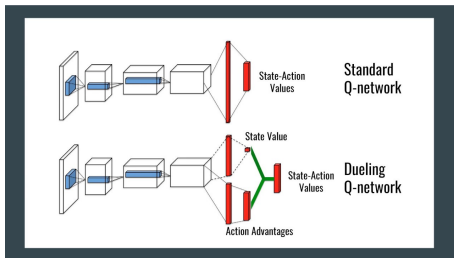 State-Action
Values
Standard
Q-network
State Value
State-Action
Values
Dueling
Q-network
Action Advantages